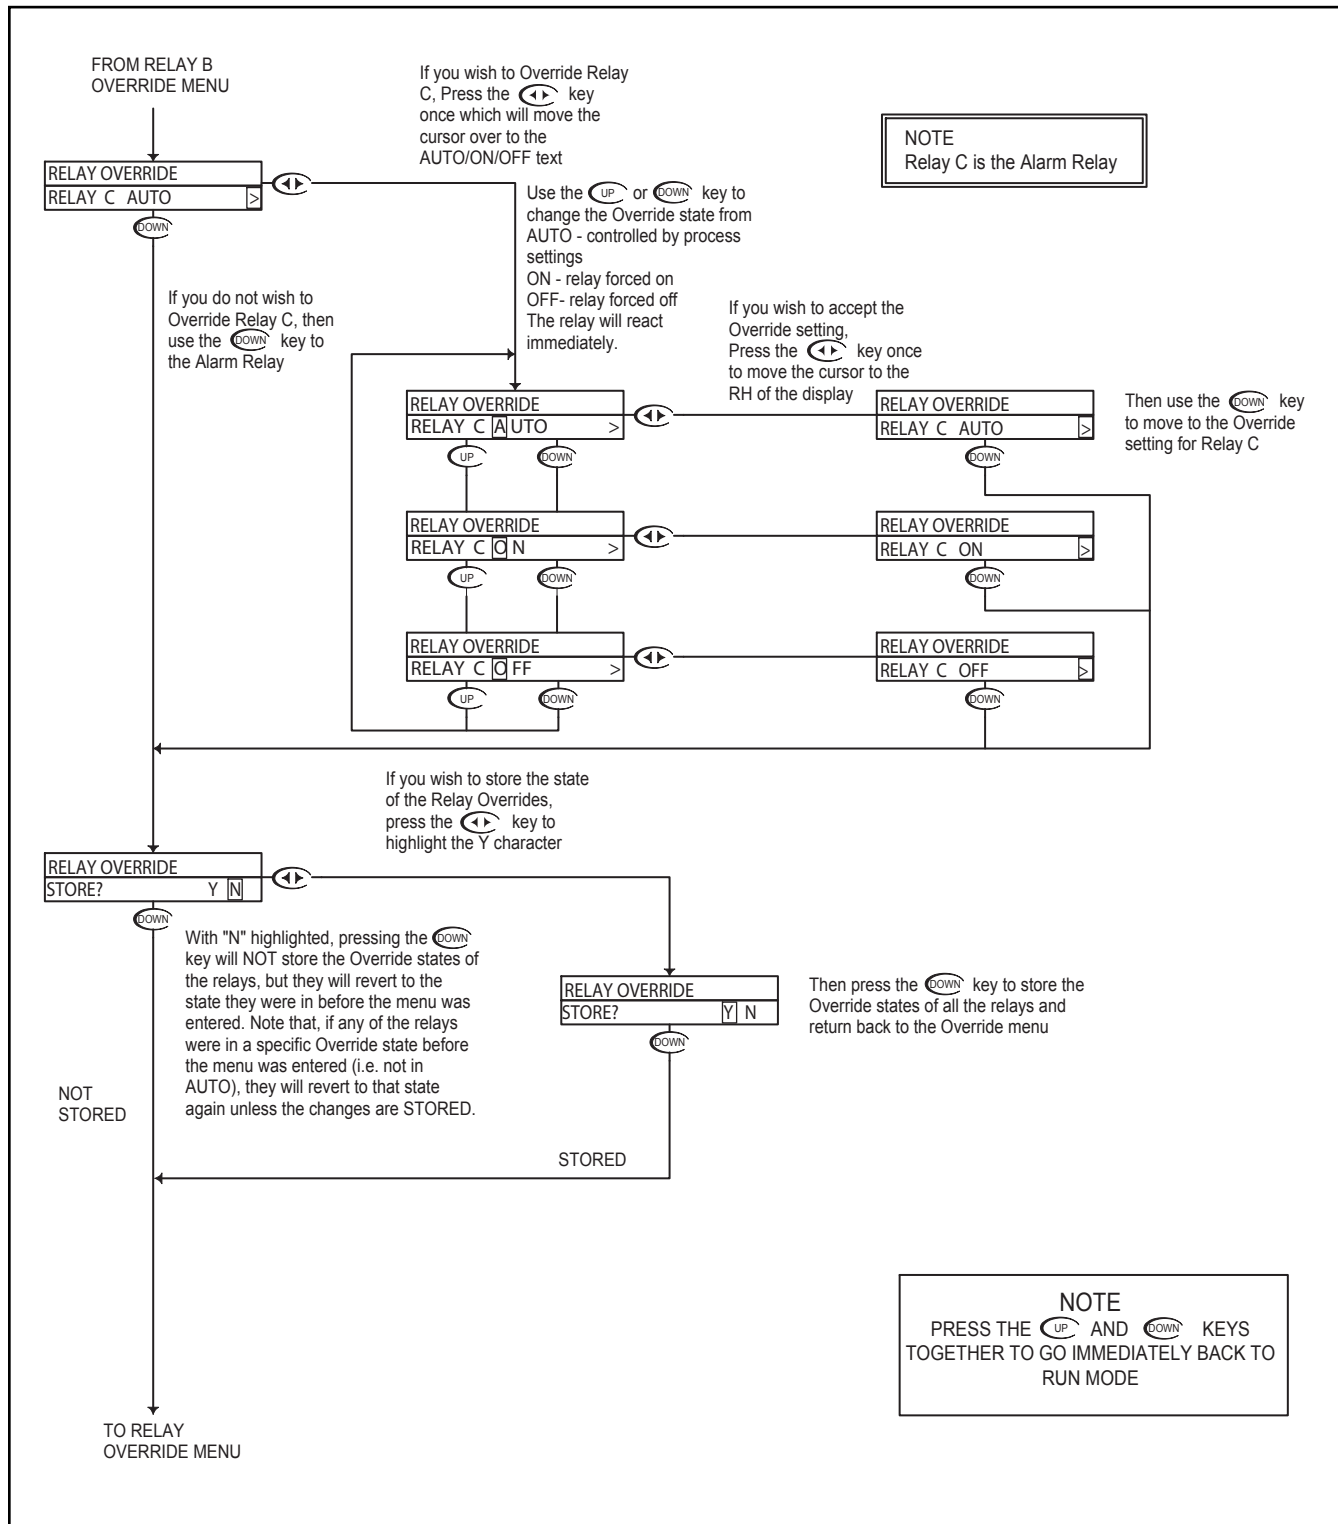 FROM RELAY B
OVERRIDE MENU
If you wish to Override Relay
C, Press the key
once which will move the
cursor over to the
AUTO/ON/OFF text
NOTE
Relay C is the Alarm Relay
RELAY OVERRIDE
RELAY C AUTO >
DOWN
Use the UP or DOWN key to
change the Override state from
AUTO - controlled by process
settings
ON - relay forced on
OFF- relay forced off
The relay will react
immediately.
If you do not wish to
Override Relay C, then
use the DOWN key to
the Alarm Relay
If you wish to accept the
Override setting,
Press the key once
to move the cursor to the
RH of the display
RELAY OVERRIDE
RELAY C AUTO >
UP DOWN
RELAY OVERRIDE
RELAY C AUTO >
DOWN
Then use the DOWN key
to move to the Override
setting for Relay C
RELAY OVERRIDE
RELAY C ON >
UP DOWN
RELAY OVERRIDE
RELAY C ON >
DOWN
RELAY OVERRIDE
RELAY C OFF >
UP DOWN
RELAY OVERRIDE
RELAY C OFF >
DOWN
If you wish to store the state
of the Relay Overrides,
press the key to
highlight the Y character
RELAY OVERRIDE
STORE? Y N
DOWN
With "N" highlighted, pressing the DOWN
key will NOT store the Override states of
the relays, but they will revert to the
state they were in before the menu was
entered. Note that, if any of the relays
were in a specific Override state before
the menu was entered (i.e. not in
AUTO), they will revert to that state
again unless the changes are STORED.
RELAY OVERRIDE
STORE? Y N
DOWN
Then press the DOWN key to store the
Override states of all the relays and
return back to the Override menu
NOT
STORED
STORED
NOTE
PRESS THE UP AND DOWN KEYS
TOGETHER TO GO IMMEDIATELY BACK TO
RUN MODE
TO RELAY
OVERRIDE MENU